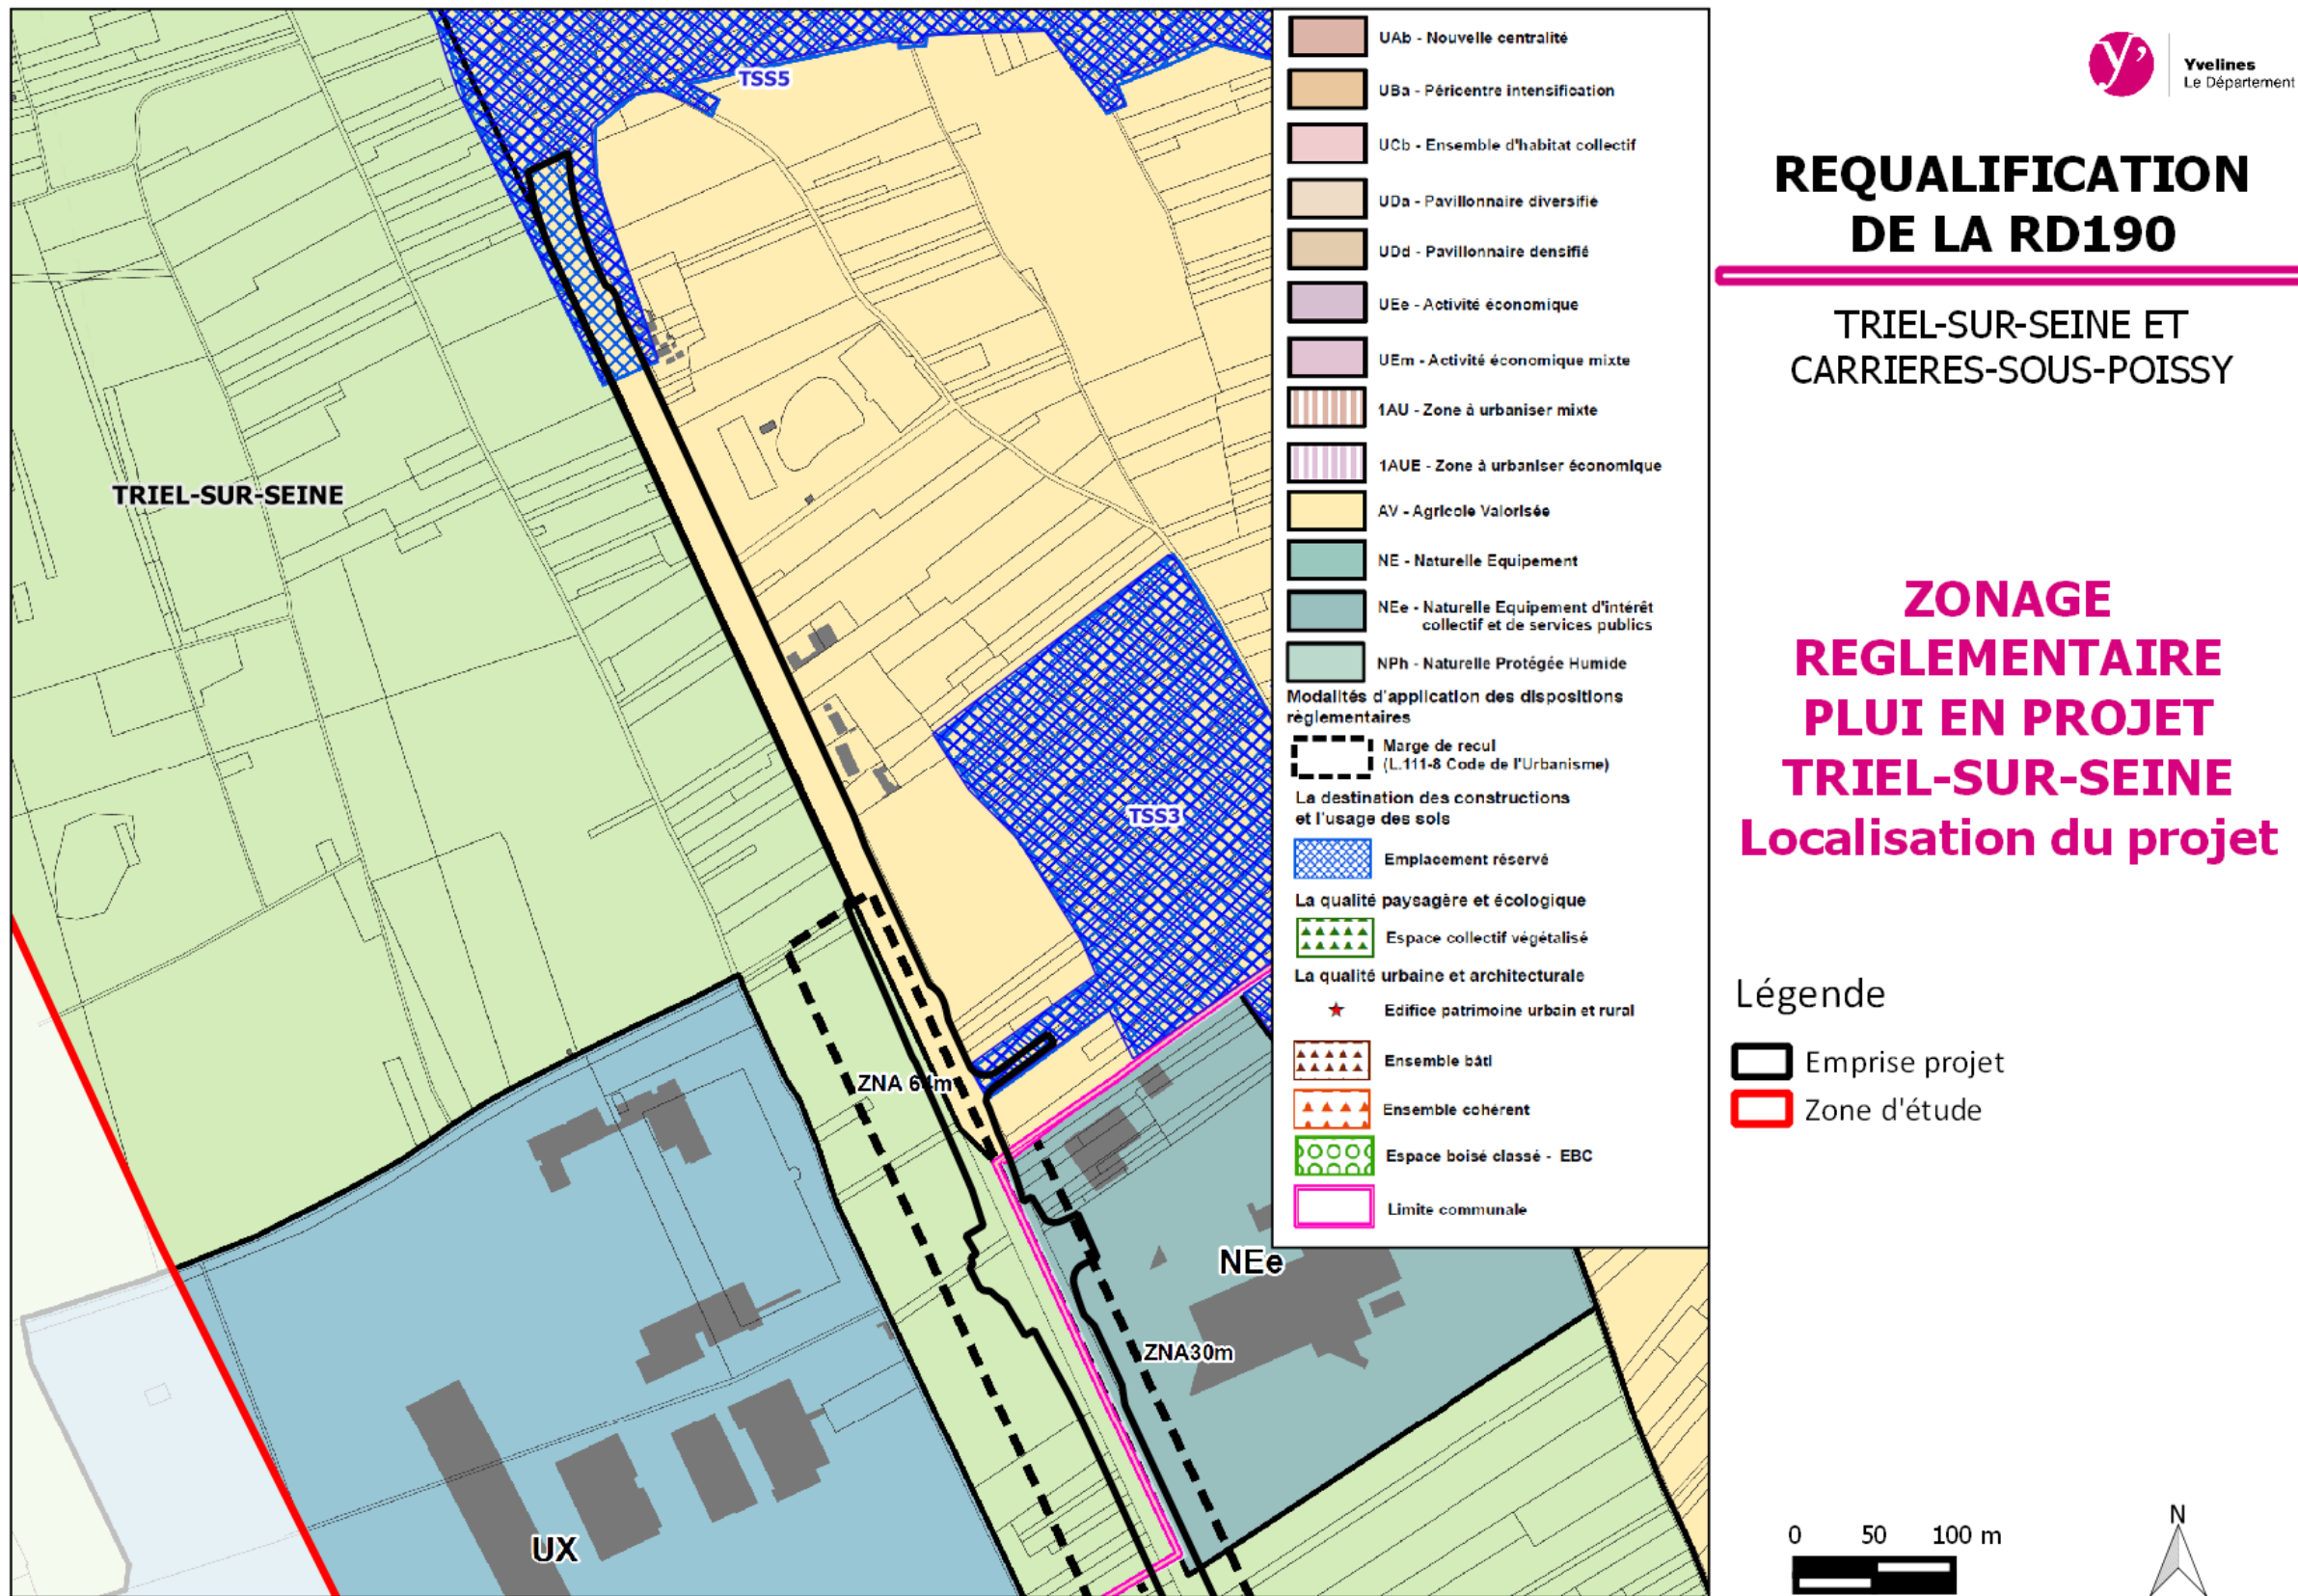 TSS5
TRIEL-SUR-SEINE
TSS3
ZNA 64m
NEe
ZNA30m
UX
UAb - Nouvelle centralité
UBa - Péricentre intensification
UCb - Ensemble d'habitat collectif
UDa - Pavillonnaire diversifié
UDd - Pavillonnaire densifié
UEe - Activité économique
UEm - Activité économique mixte
1AU - Zone à urbaniser mixte
1AUE - Zone à urbaniser économique
AV - Agricole Valorisée
NE - Naturelle Equipement
NEe - Naturelle Equipement d'intérêt
collectif et de services publics
NPh - Naturelle Protégée Humide
Modalités d'application des dispositions
règlementaires
Marge de recul
(L.111-8 Code de l'Urbanisme)
La destination des constructions
et l'usage des sols
Emplacement réservé
La qualité paysagère et écologique
Espace collectif végétalisé
La qualité urbaine et architecturale
Edifice patrimoine urbain et rural
Ensemble bâti
Ensemble cohérent
Espace boisé classé - EBC
Limite communale
y'
Yvelines
Le Département
REQUALIFICATION
DE LA RD190
TRIEL-SUR-SEINE ET
CARRIERES-SOUS-POISSY
ZONAGE
REGLEMENTAIRE
PLUI EN PROJET
TRIEL-SUR-SEINE
Localisation du projet
Légende
Emprise projet
Zone d'étude
0 50 100 m
N